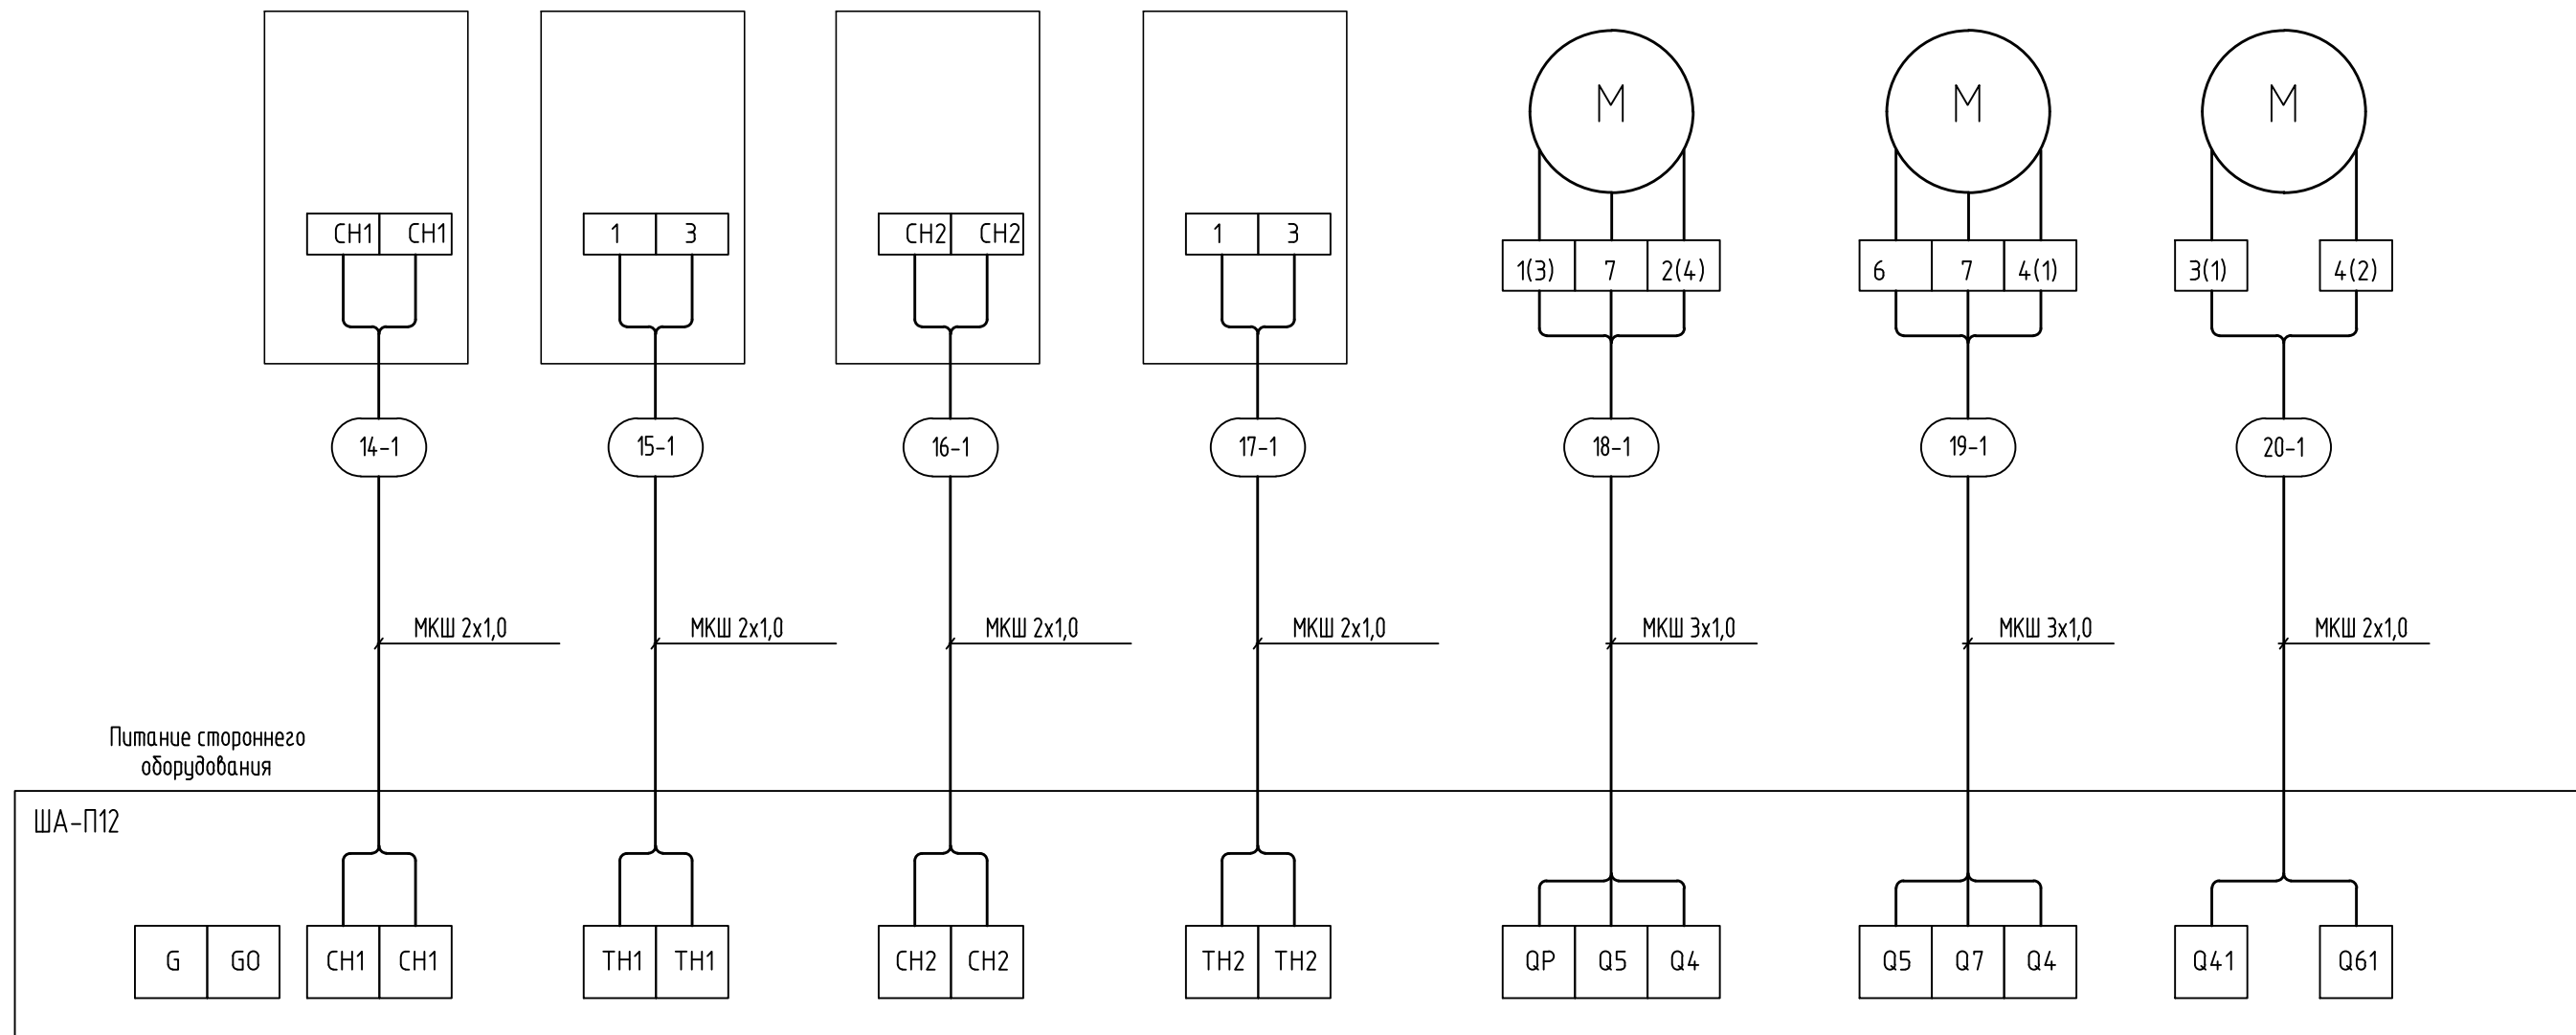 М М М
СН1 СН1 1 3 СН2 СН2 1 3
1(3) 7 2(4) 6 7 4(1) 3(1) 4(2)
14-1 15-1 16-1 17-1 18-1 19-1 20-1
МКШ 2х1,0 МКШ 2х1,0 МКШ 2х1,0 МКШ 2х1,0 МКШ 3х1,0 МКШ 3х1,0 МКШ 2х1,0
Питание стороннего
оборудования
ША-П12
G G0 СН1 СН1 ТН1 ТН1 СН2 СН2 ТН2 ТН2 QP Q5 Q4 Q5 Q7 Q4 Q41 Q61